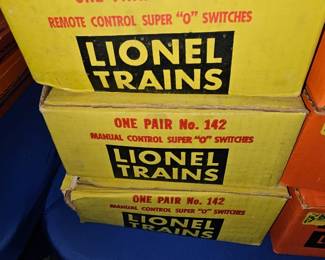 REMOTE CONTROL SUPER "O" SWITCHES
LIONEL
TRAINS
ONE PAIR No. 142
MANUAL CONTROL SUPER "O" SWITCHES
LIONEL
TRAINS
ONE PAIR No. 142
MANUAL CONTROL SUPER "O" SWITCHES
LIONEL
TRAINS